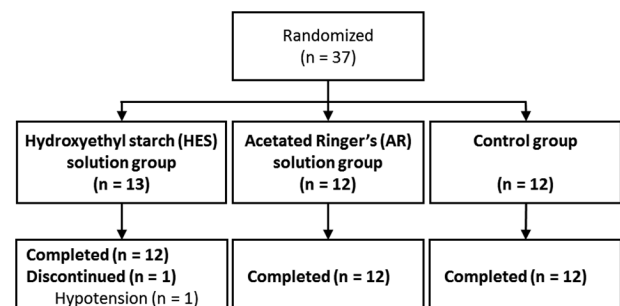 Randomized
(n = 37)
Hydroxyethyl starch (HES)
solution group
(n = 13)
Acetated Ringer's (AR)
solution group
(n = 12)
Control group
(n = 12)
Completed (n = 12)
Discontinued (n = 1)
Hypotension (n = 1)
Completed (n = 12)
Completed (n = 12)